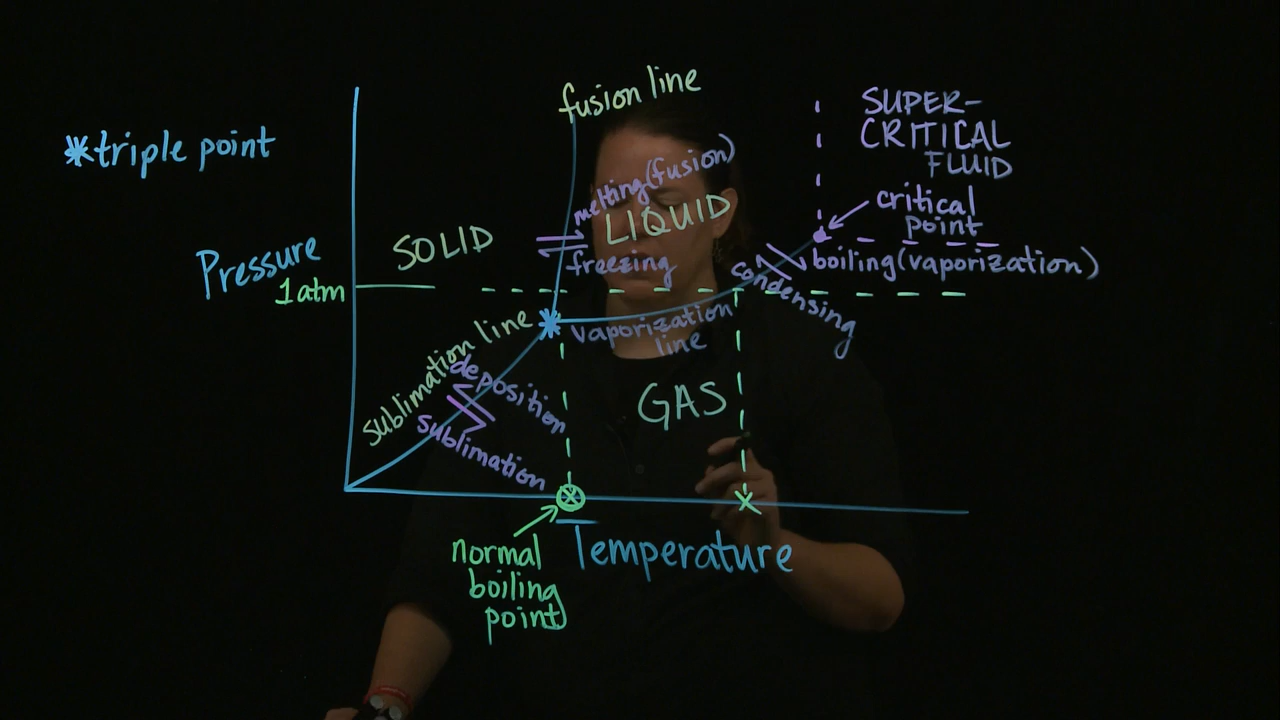 fusion line
*triple point
SUPER-
CRITICAL
FLUID
melting(fusion)
critical
point
SOLID
LIQUID
Pressure
freezing
boiling(vaporization)
condensing
1atm
sublimation line
vaporization
line
deposition
GAS
sublimation
normal
boiling
point
Temperature